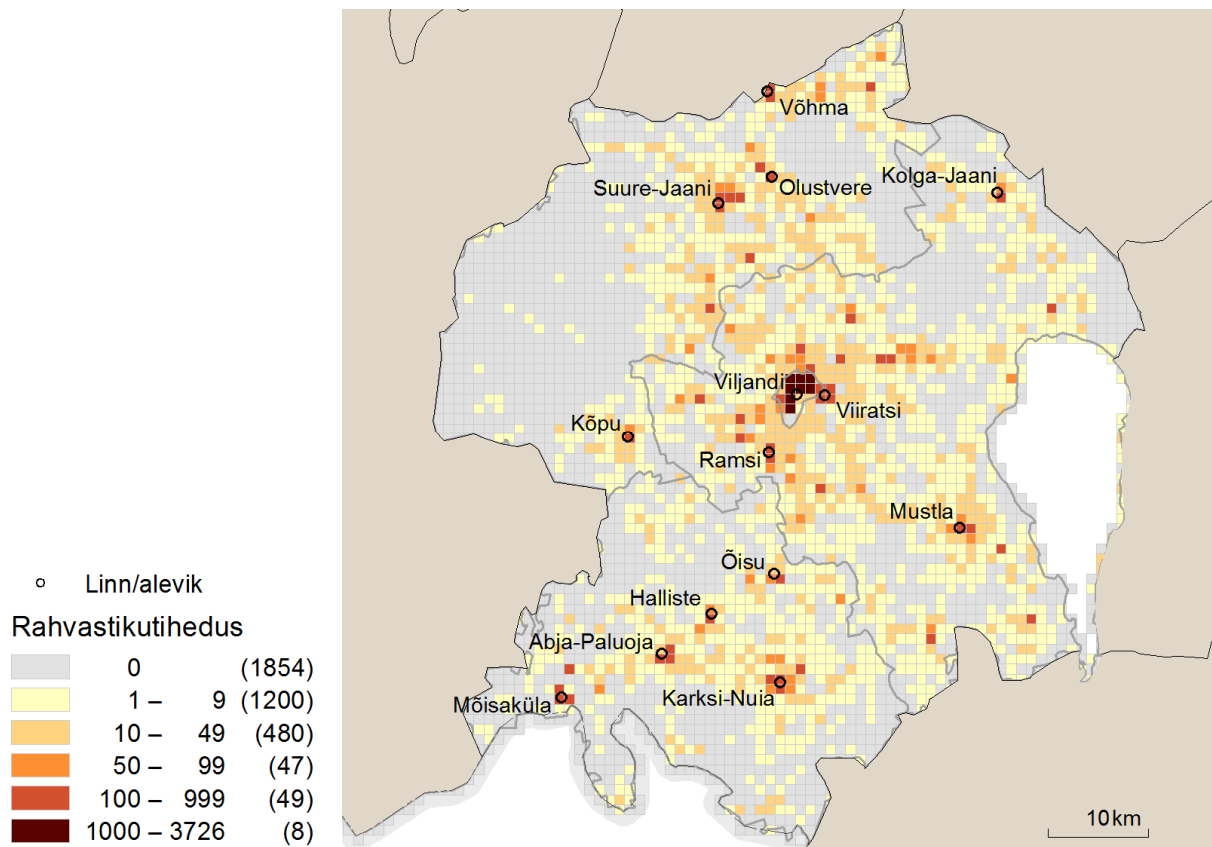 Võhma
Kolga-Jaani
Suure-Jaani
Olustvere
Viljandi
Viiratsi
Kõpu
Ramsi
Mustla
Õisu
Halliste
Abja-Paluoja
Mõisaküla
Karksi-Nuia
Linn/alevik
Rahvastikutihedus
0 (1854)
1 – 9 (1200)
10 – 49 (480)
50 – 99 (47)
100 – 999 (49)
1000 – 3726 (8)
10 km